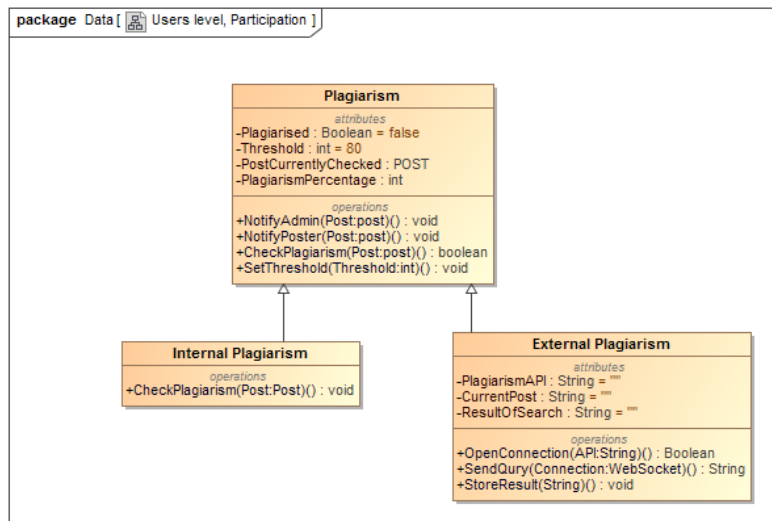 package Data [ Users level, Participation ]
Plagiarism
attributes
-Plagiarised : Boolean = false
-Threshold : int = 80
-PostCurrentlyChecked : POST
-PlagiarismPercentage : int
operations
+NotifyAdmin(Post:post)() : void
+NotifyPoster(Post:post)() : void
+CheckPlagiarism(Post:post)() : boolean
+SetThreshold(Threshold:int)() : void
Internal Plagiarism
operations
+CheckPlagiarism(Post:Post)() : void
External Plagiarism
attributes
-PlagiarismAPI : String = ""
-CurrentPost : String = ""
-ResultOfSearch : String = ""
operations
+OpenConnection(API:String)() : Boolean
+SendQury(Connection:WebSocket)() : String
+StoreResult(String)() : void